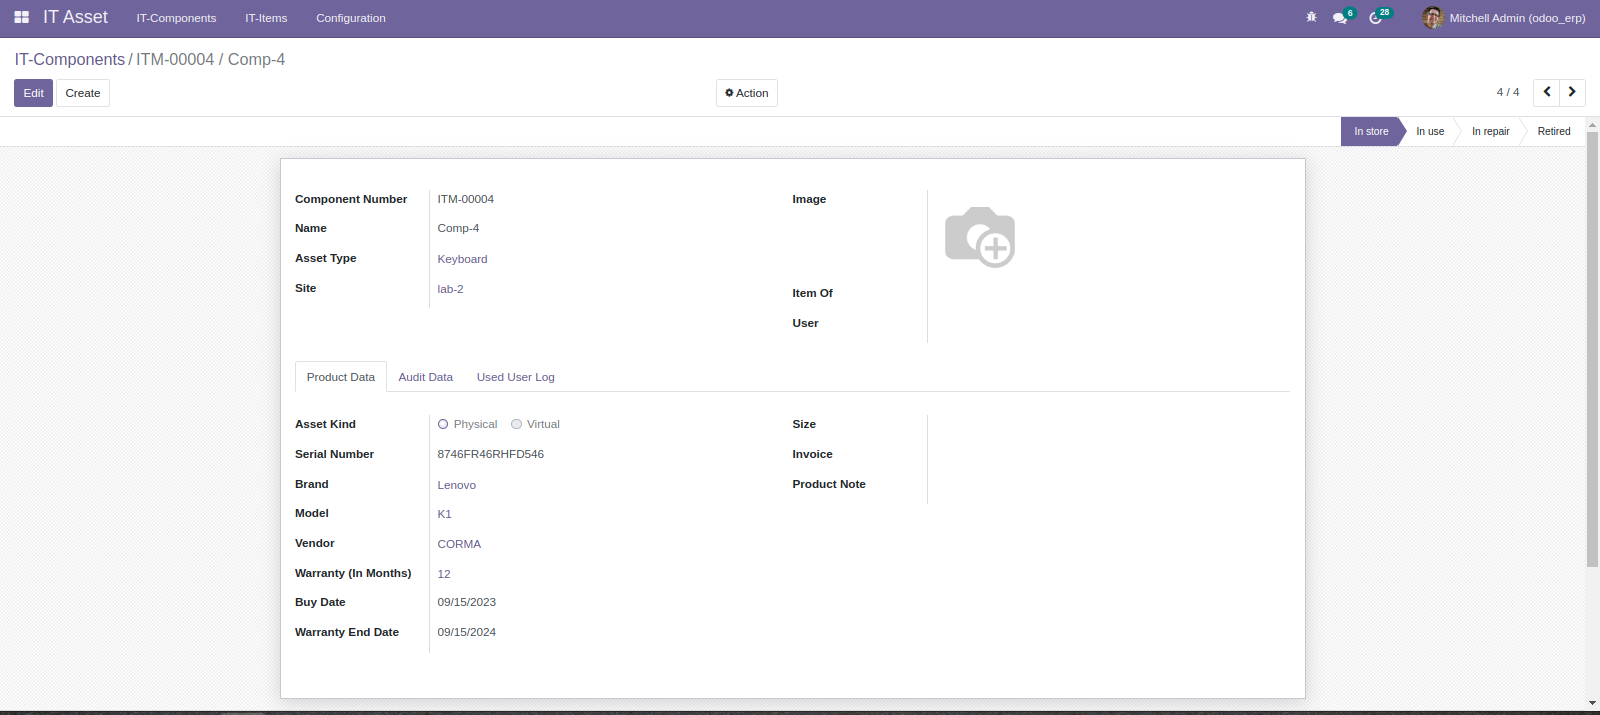 IT Asset IT-Components IT-Items Configuration 6 28 Mitchell Admin (odoo_erp)
IT-Components / ITM-00004 / Comp-4
Edit Create Action 4 / 4
In store In use In repair Retired
Component Number ITM-00004 Image
Name Comp-4
Asset Type Keyboard
Site lab-2
Item Of
User
Product Data Audit Data Used User Log
Asset Kind Physical Virtual Size
Serial Number 8746FR46RHFD546 Invoice
Brand Lenovo Product Note
Model K1
Vendor CORMA
Warranty (In Months) 12
Buy Date 09/15/2023
Warranty End Date 09/15/2024